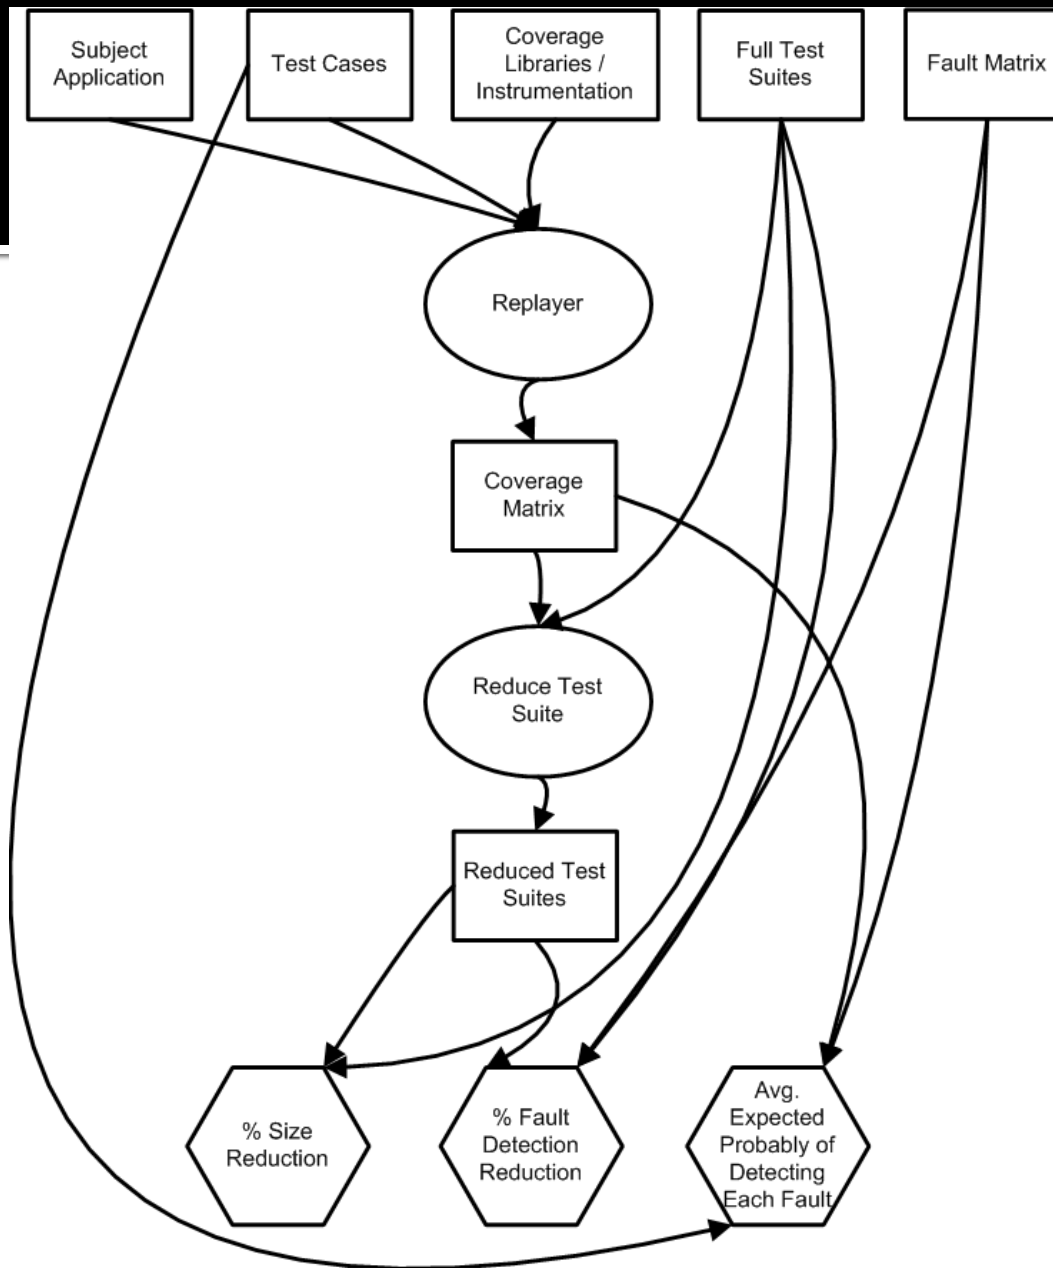 Subject
Application
Test Cases
Coverage
Libraries /
Instrumentation
Full Test
Suites
Fault Matrix
Replayer
Coverage
Matrix
Reduce Test
Suite
Reduced Test
Suites
% Size
Reduction
% Fault
Detection
Reduction
Avg.
Expected
Probably of
Detecting
Each Fault